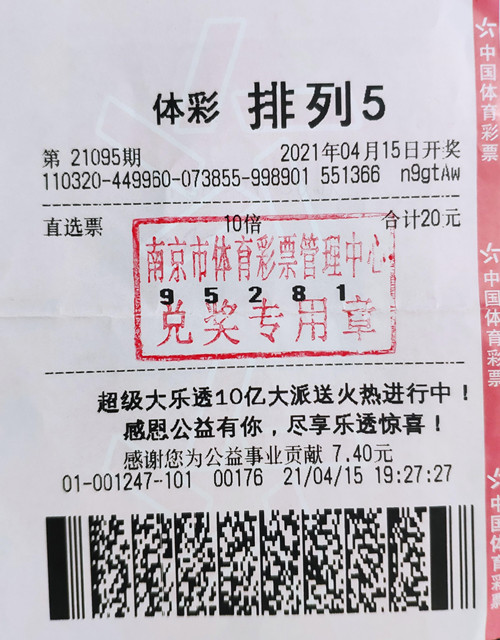 体彩 排列5
第 21095期 2021年04月15日开奖
110320-449960-073855-998901 551366 n9gtAw
直选票 10倍 合计20元
南京市体育彩票管理中心
9 5 2 8 1
兑奖专用章
超级大乐透10亿大派送火热进行中！
感恩公益有你，尽享乐透惊喜！
感谢您为公益事业贡献 7.40元
01-001247-101 00176 21/04/15 19:27:27
中国体育彩票
中国体育彩票
中国体育彩票